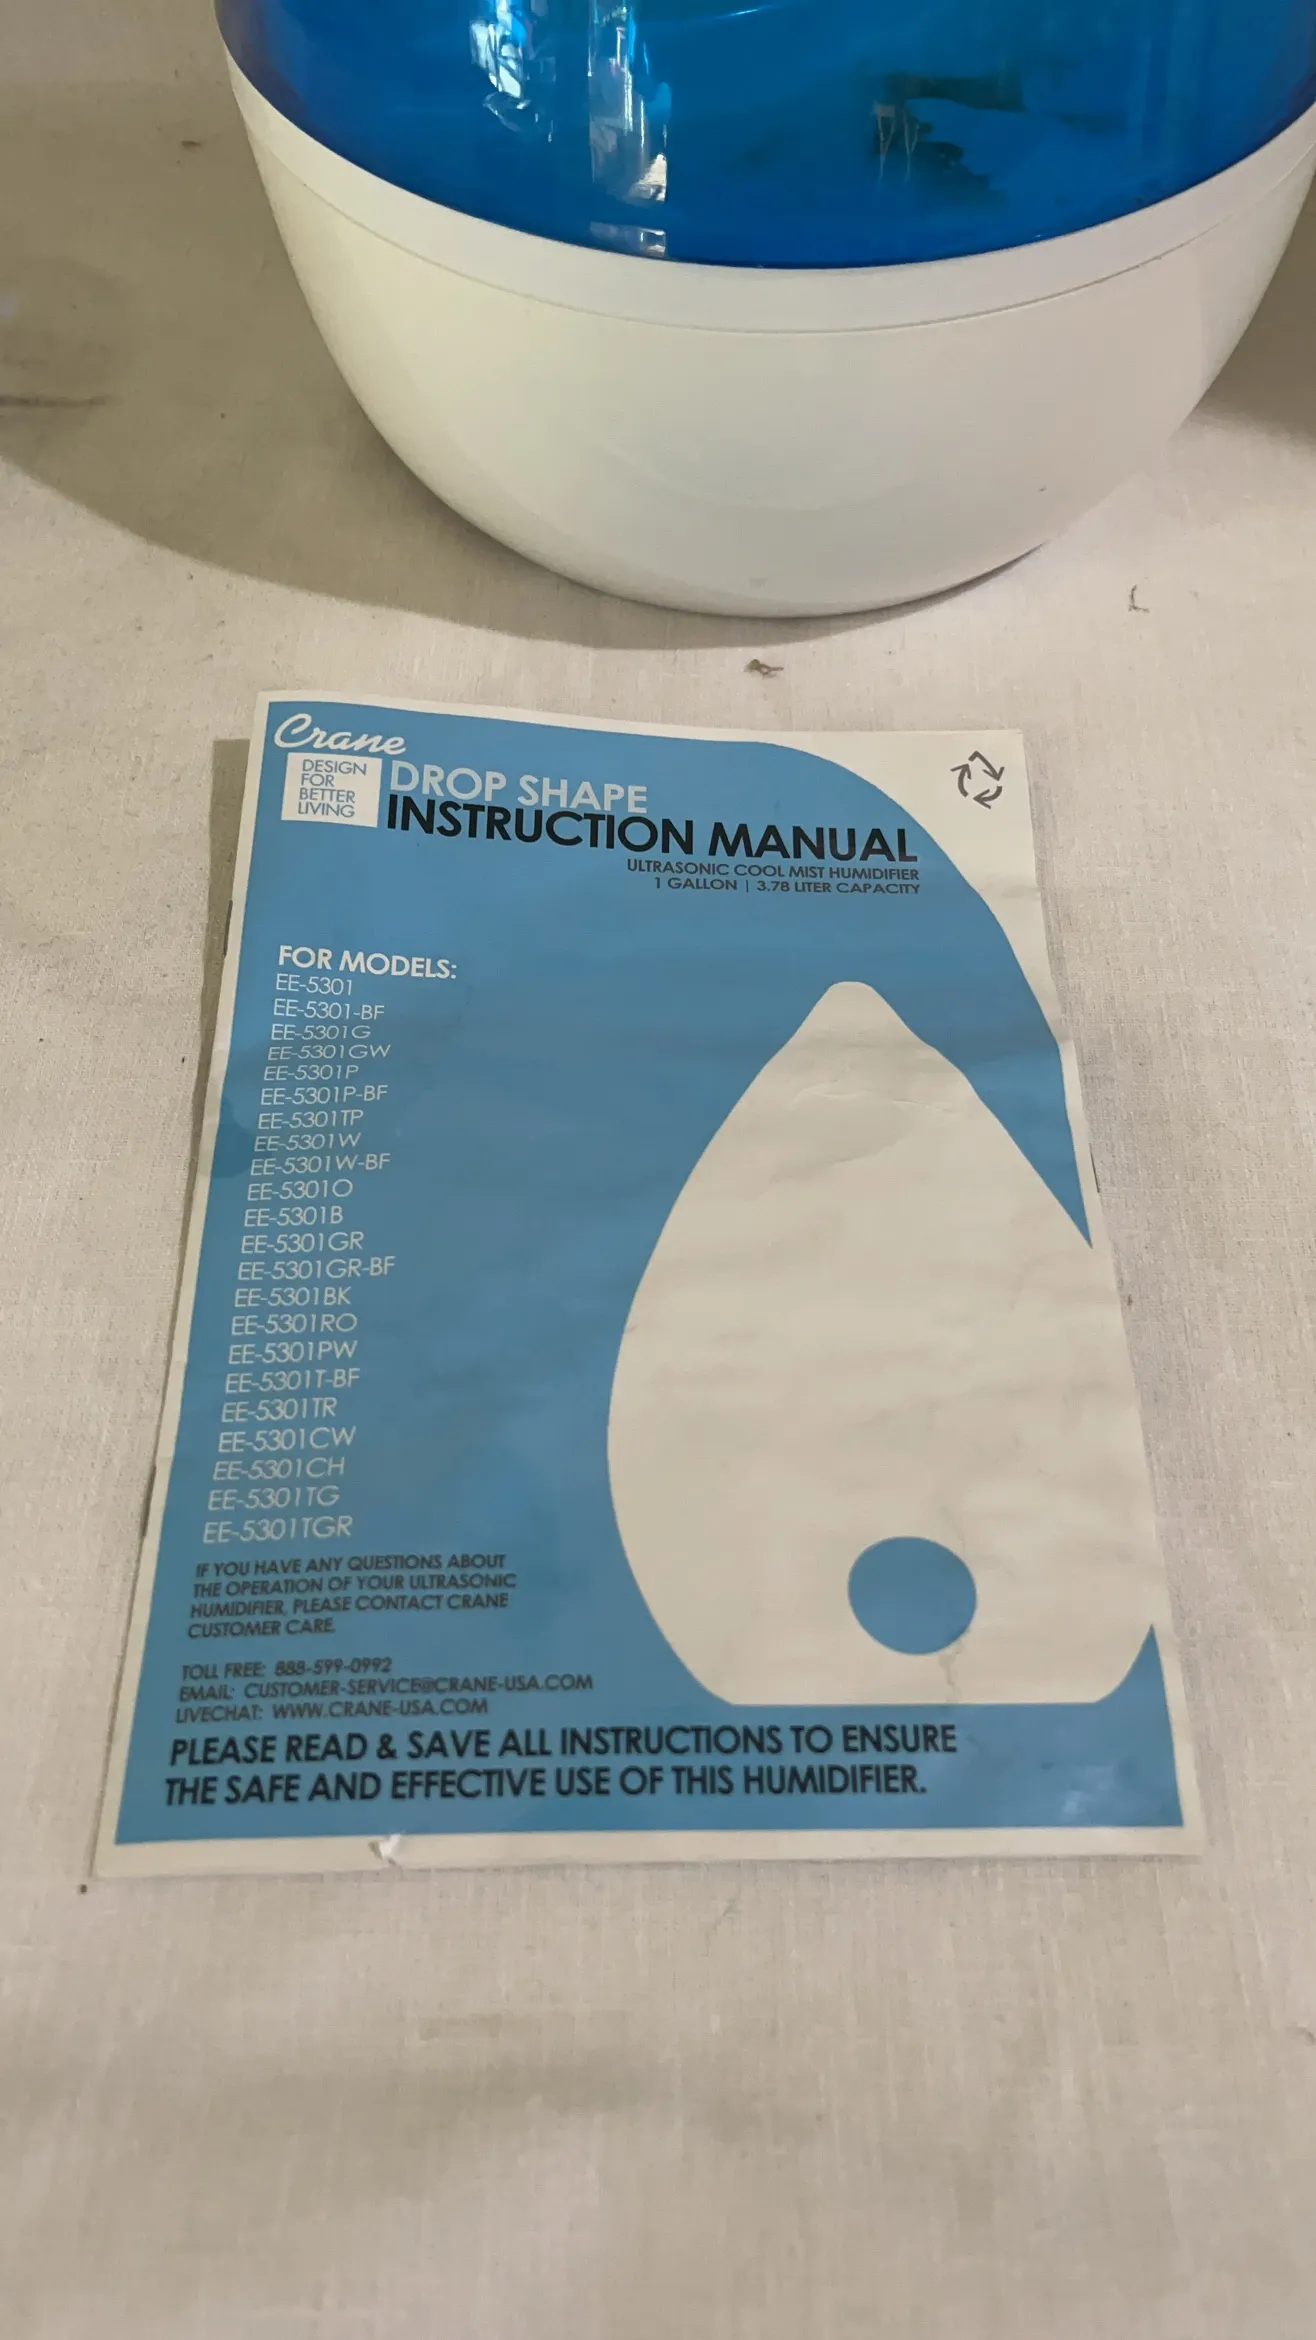 Crane
DESIGN
FOR
BETTER
LIVING
DROP SHAPE
INSTRUCTION MANUAL
ULTRASONIC COOL MIST HUMIDIFIER
1 GALLON | 3.78 LITER CAPACITY
FOR MODELS:
EE-5301
EE-5301-BF
EE-5301G
EE-5301GW
EE-5301P
EE-5301P-BF
EE-5301TP
EE-5301W
EE-5301W-BF
EE-5301O
EE-5301B
EE-5301GR
EE-5301GR-BF
EE-5301BK
EE-5301RO
EE-5301PW
EE-5301T-BF
EE-5301TR
EE-5301CW
EE-5301CH
EE-5301TG
EE-5301TGR
IF YOU HAVE ANY QUESTIONS ABOUT
THE OPERATION OF YOUR ULTRASONIC
HUMIDIFIER, PLEASE CONTACT CRANE
CUSTOMER CARE.
TOLL FREE: 888-599-0992
EMAIL: CUSTOMER-SERVICE@CRANE-USA.COM
LIVECHAT: WWW.CRANE-USA.COM
PLEASE READ & SAVE ALL INSTRUCTIONS TO ENSURE
THE SAFE AND EFFECTIVE USE OF THIS HUMIDIFIER.